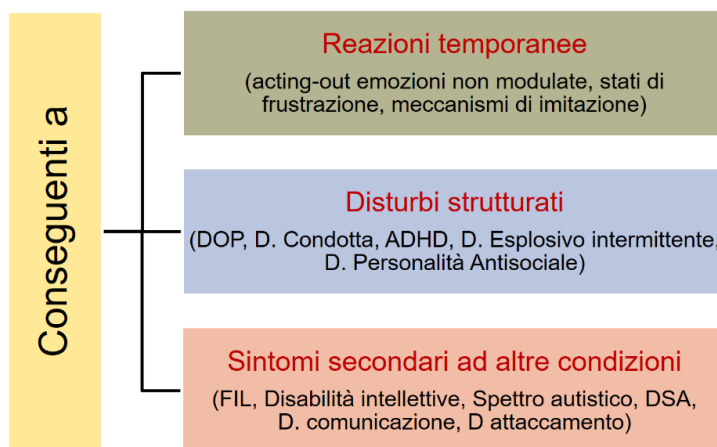 Conseguenti a
Reazioni temporanee
(acting-out emozioni non modulate, stati di
frustrazione, meccanismi di imitazione)
Disturbi strutturati
(DOP, D. Condotta, ADHD, D. Esplosivo intermittente,
D. Personalità Antisociale)
Sintomi secondari ad altre condizioni
(FIL, Disabilità intellettive, Spettro autistico, DSA,
D. comunicazione, D attaccamento)